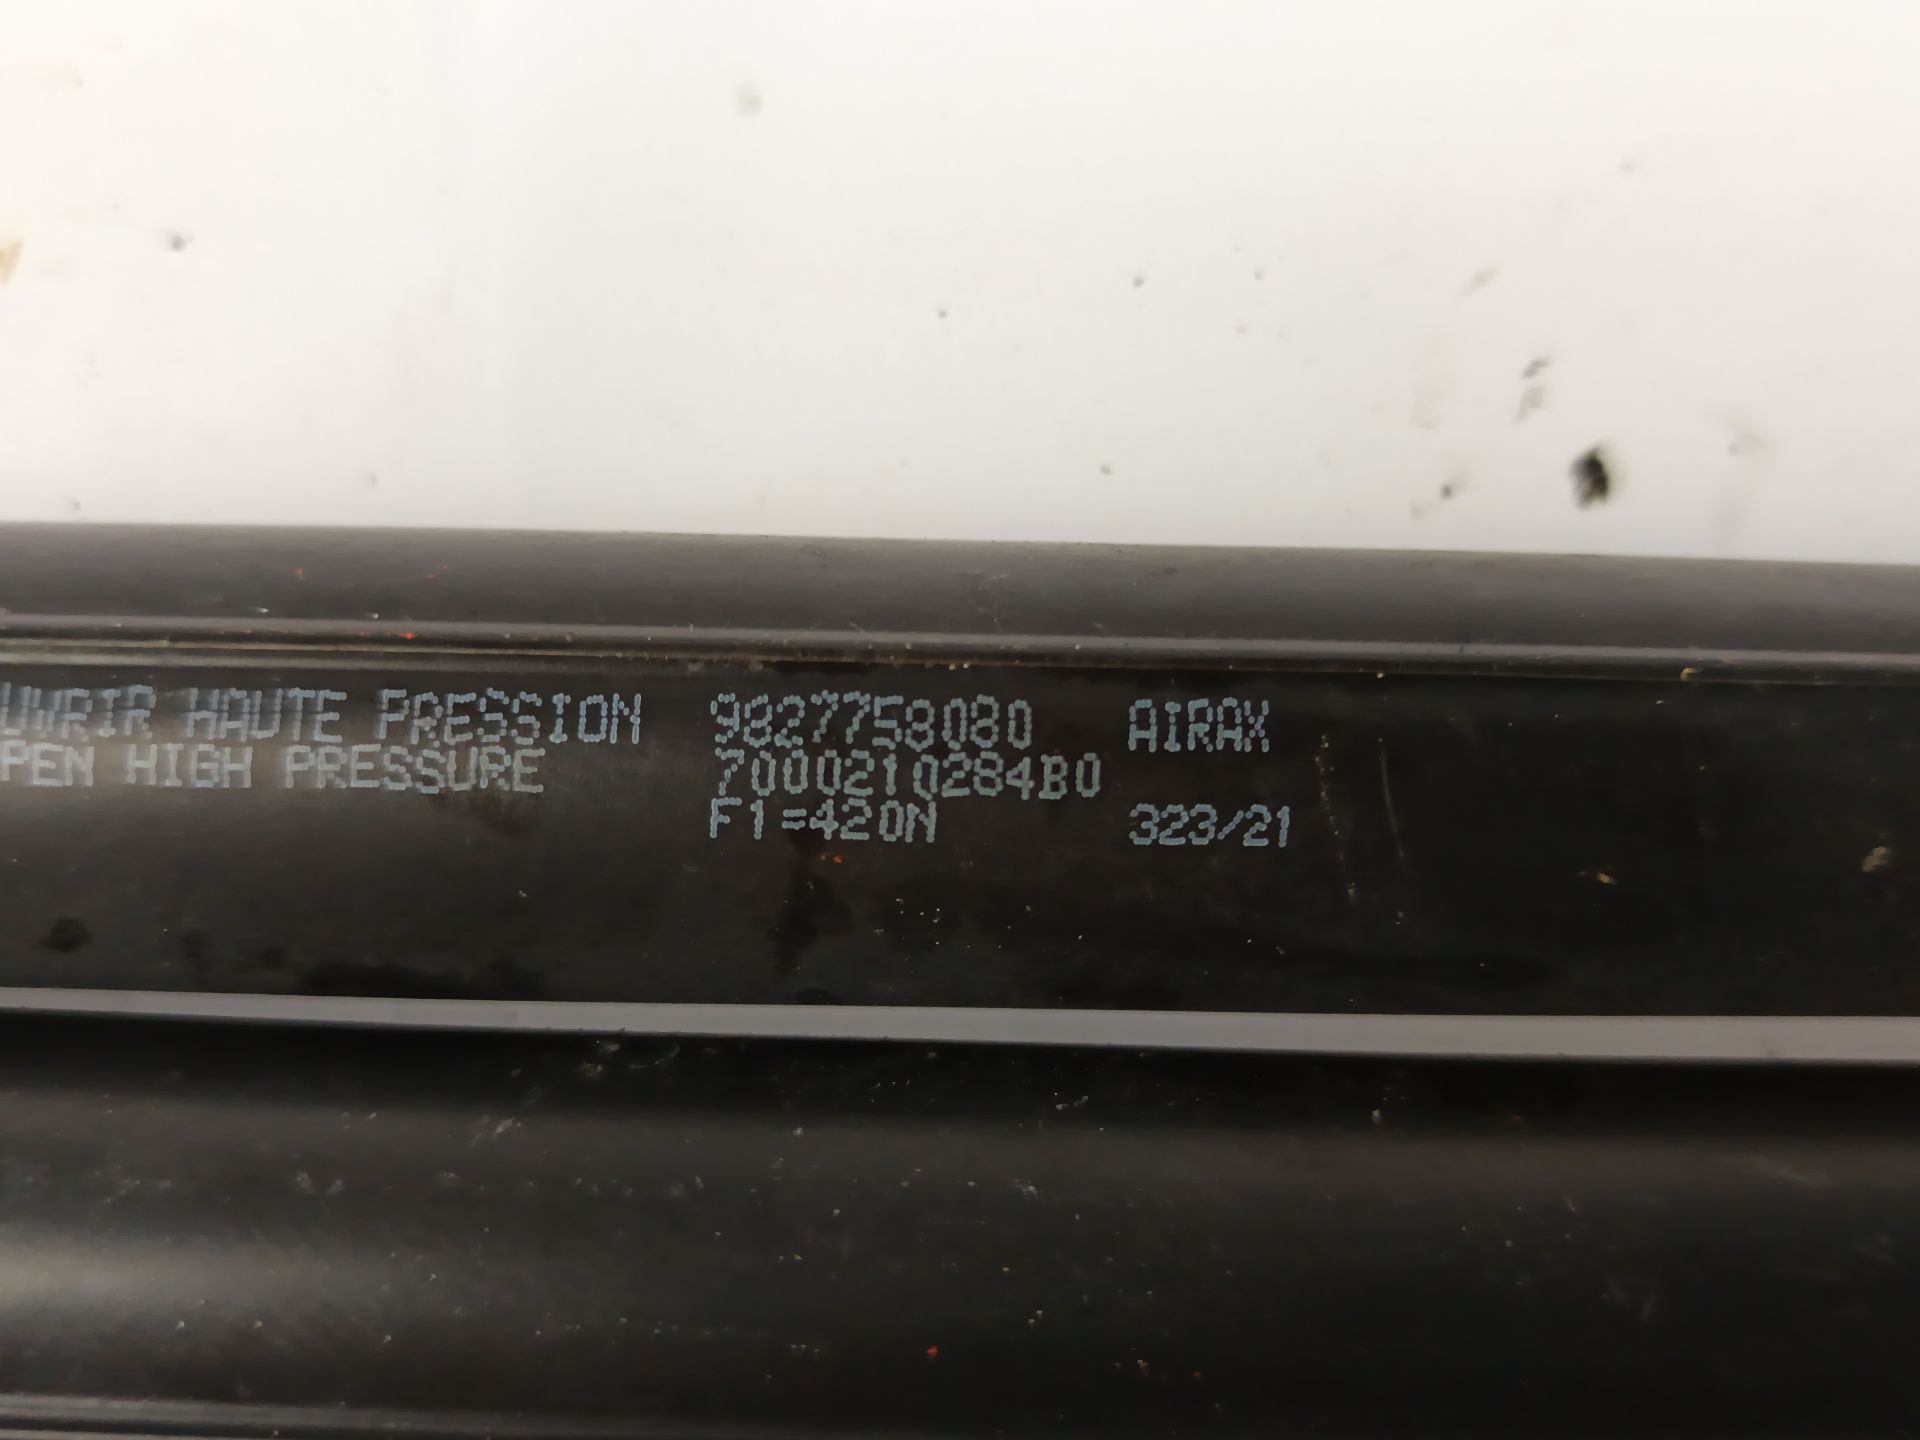 HAUTE PRESSION 9827758080 AIRAX
PEN HIGH PRESSURE 7000210284B0
F1=420N 323/21